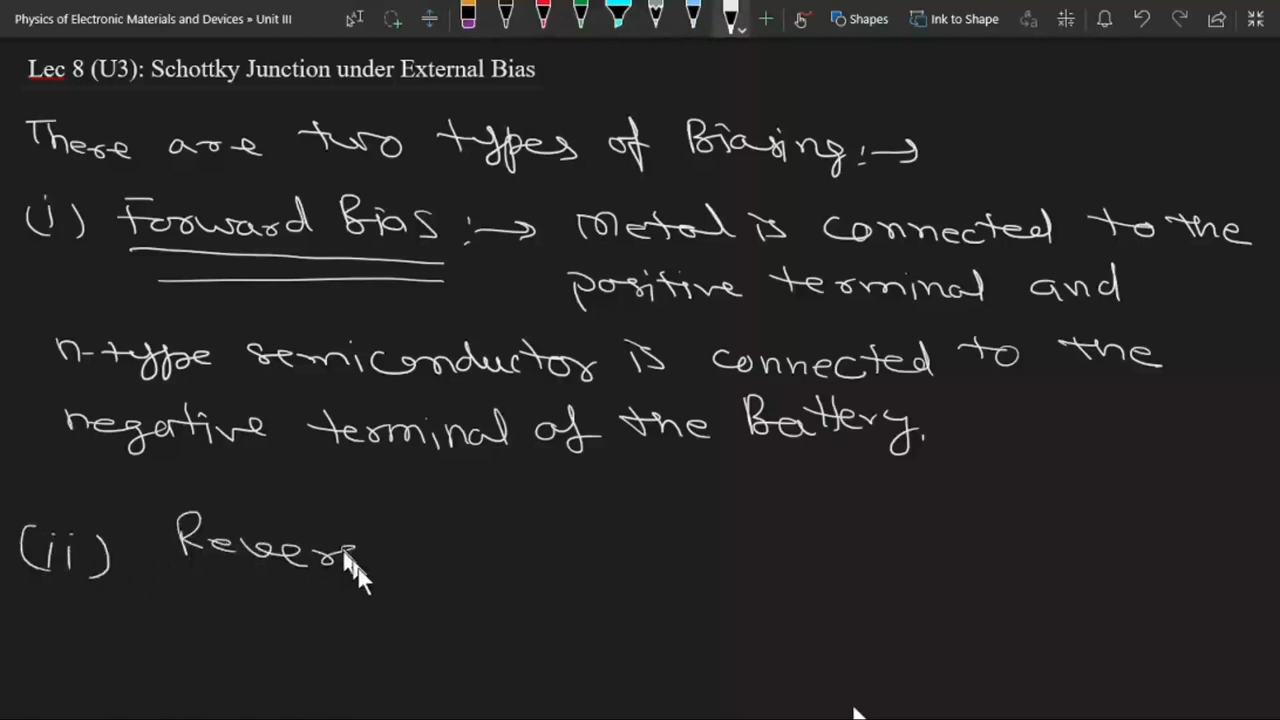 Physics of Electronic Materials and Devices » Unit III
Shapes
Ink to Shape
Lec 8 (U3): Schottky Junction under External Bias
There are two types of Biasing :→
(i) Forward Bias :→ Metal is connected to the
positive terminal and
n-type semiconductor is connected to the
negative terminal of the Battery.
(ii) Revers